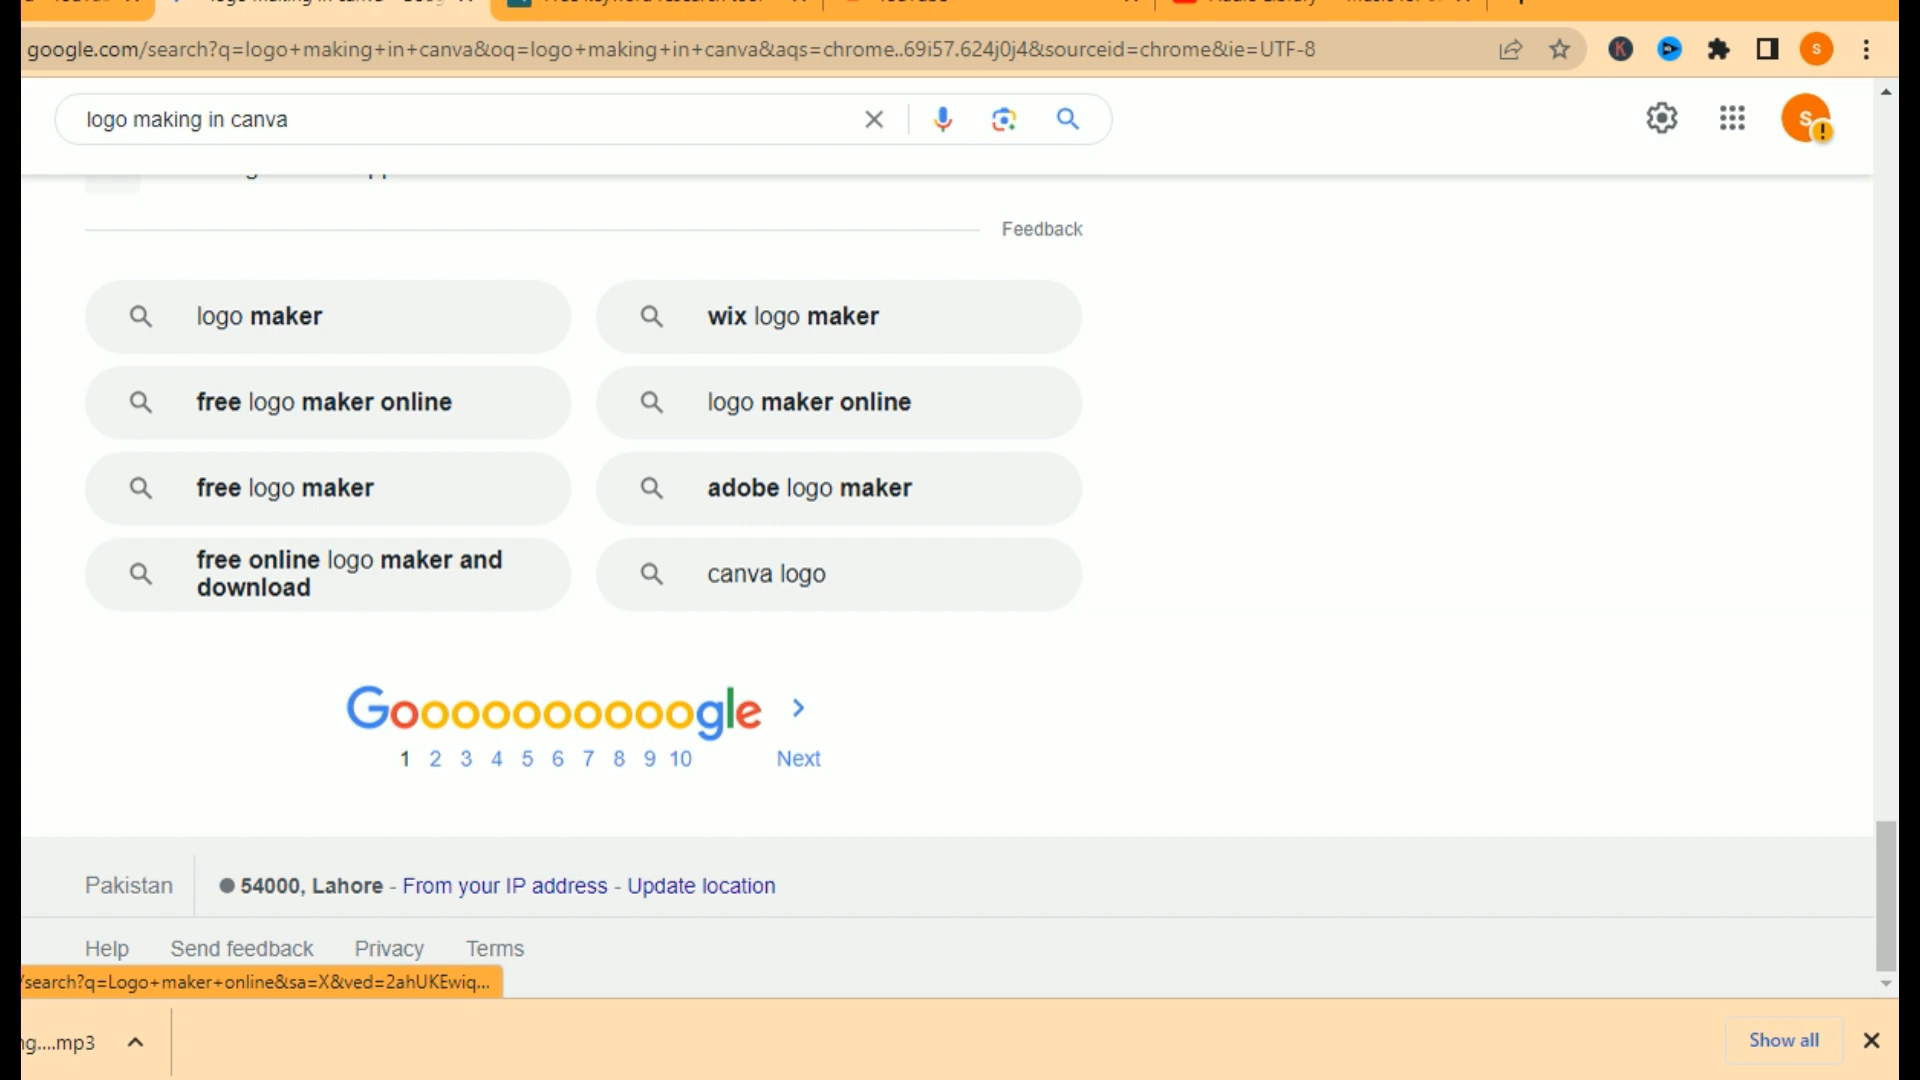 google.com/search?q=logo+making+in+canva&oq=logo+making+in+canva&aqs=chrome..69i57.624j0j4&sourceid=chrome&ie=UTF-8
K
S
logo making in canva
S
!
Feedback
logo maker
wix logo maker
free logo maker online
logo maker online
free logo maker
adobe logo maker
free online logo maker and
download
canva logo
Goooooooooogle >
1 2 3 4 5 6 7 8 9 10 Next
Pakistan
54000, Lahore - From your IP address - Update location
Help Send feedback Privacy Terms
/search?q=Logo+maker+online&sa=X&ved=2ahUKEwiq...
ng....mp3
Show all